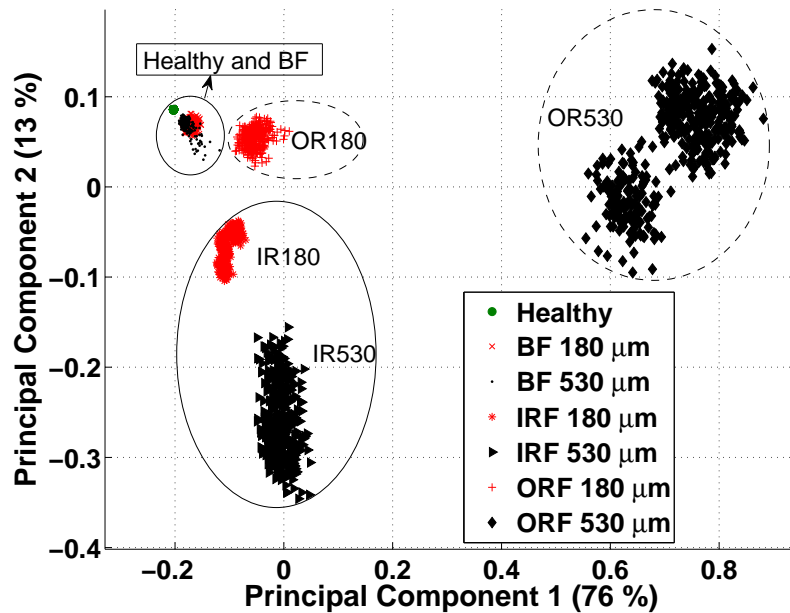 Healthy and BF
OR180
OR530
IR180
IR530
0.1
0
−0.1
−0.2
−0.3
−0.4
Principal Component 2 (13 %)
Healthy
BF 180 μm
BF 530 μm
IRF 180 μm
IRF 530 μm
ORF 180 μm
ORF 530 μm
−0.2 0 0.2 0.4 0.6 0.8
Principal Component 1 (76 %)